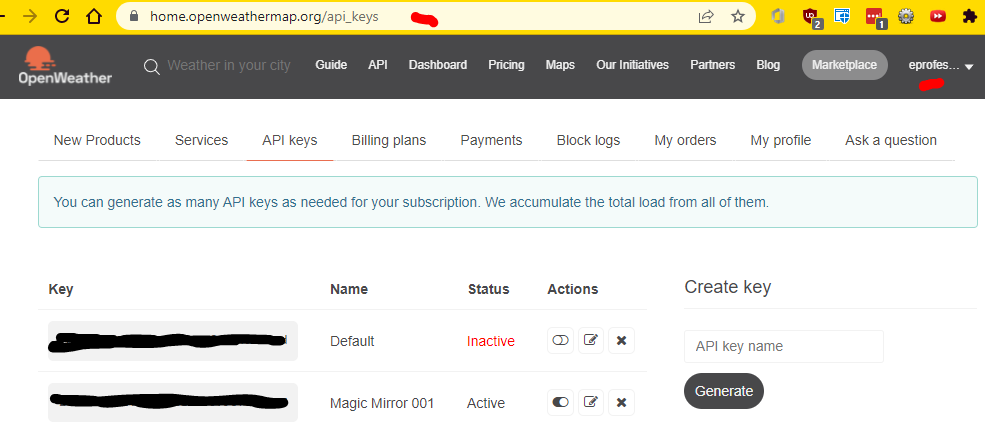 home.openweathermap.org/api_keys
2
1
OpenWeather
Weather in your city
Guide API Dashboard Pricing Maps Our Initiatives Partners Blog Marketplace eprofes...
New Products Services API keys Billing plans Payments Block logs My orders My profile Ask a question
You can generate as many API keys as needed for your subscription. We accumulate the total load from all of them.
Key Name Status Actions
Create key
Default Inactive
API key name
Generate
Magic Mirror 001 Active